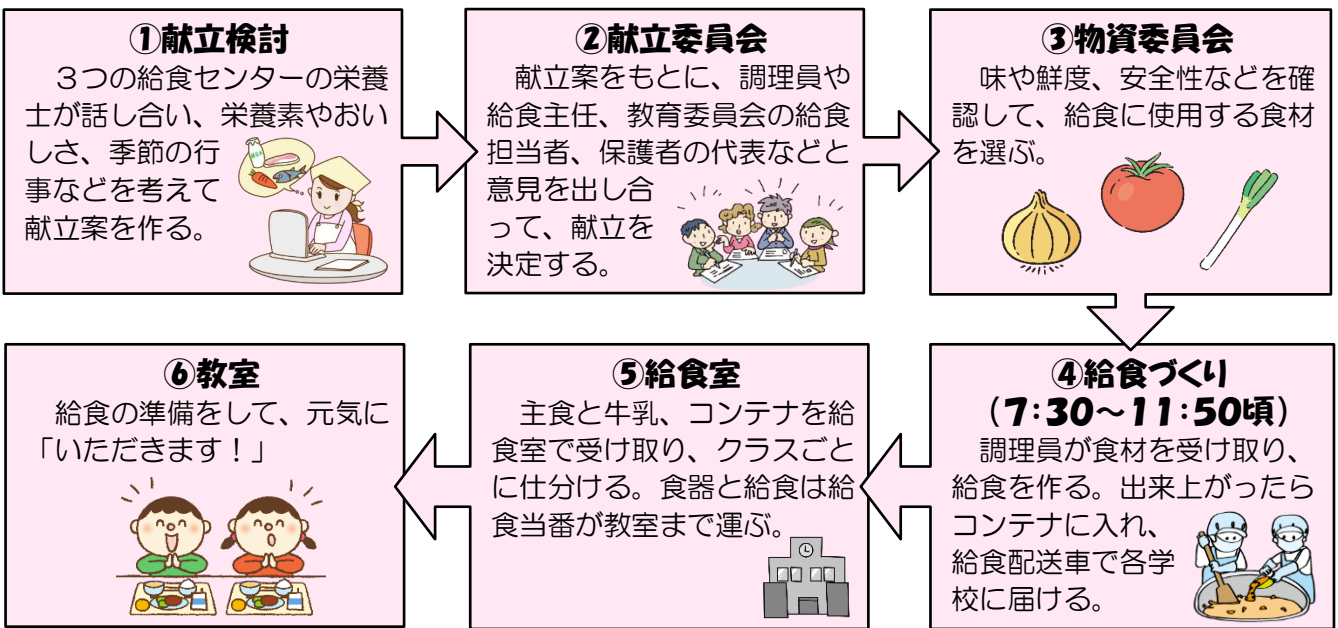 ①献立検討
　３つの給食センターの栄養
士が話し合い、栄養素やおい
しさ、季節の行
事などを考えて
献立案を作る。
②献立委員会
　献立案をもとに、調理員や
給食主任、教育委員会の給食
担当者、保護者の代表などと
意見を出し合
って、献立を
決定する。
③物資委員会
　味や鮮度、安全性などを確
認して、給食に使用する食材
を選ぶ。
④給食づくり
（7:30～11:50頃）
　調理員が食材を受け取り、
給食を作る。出来上がったら
コンテナに入れ、
給食配送車で各学
校に届ける。
⑤給食室
　主食と牛乳、コンテナを給
食室で受け取り、クラスごと
に仕分ける。食器と給食は給
食当番が教室まで運ぶ。
⑥教室
　給食の準備をして、元気に
「いただきます！」